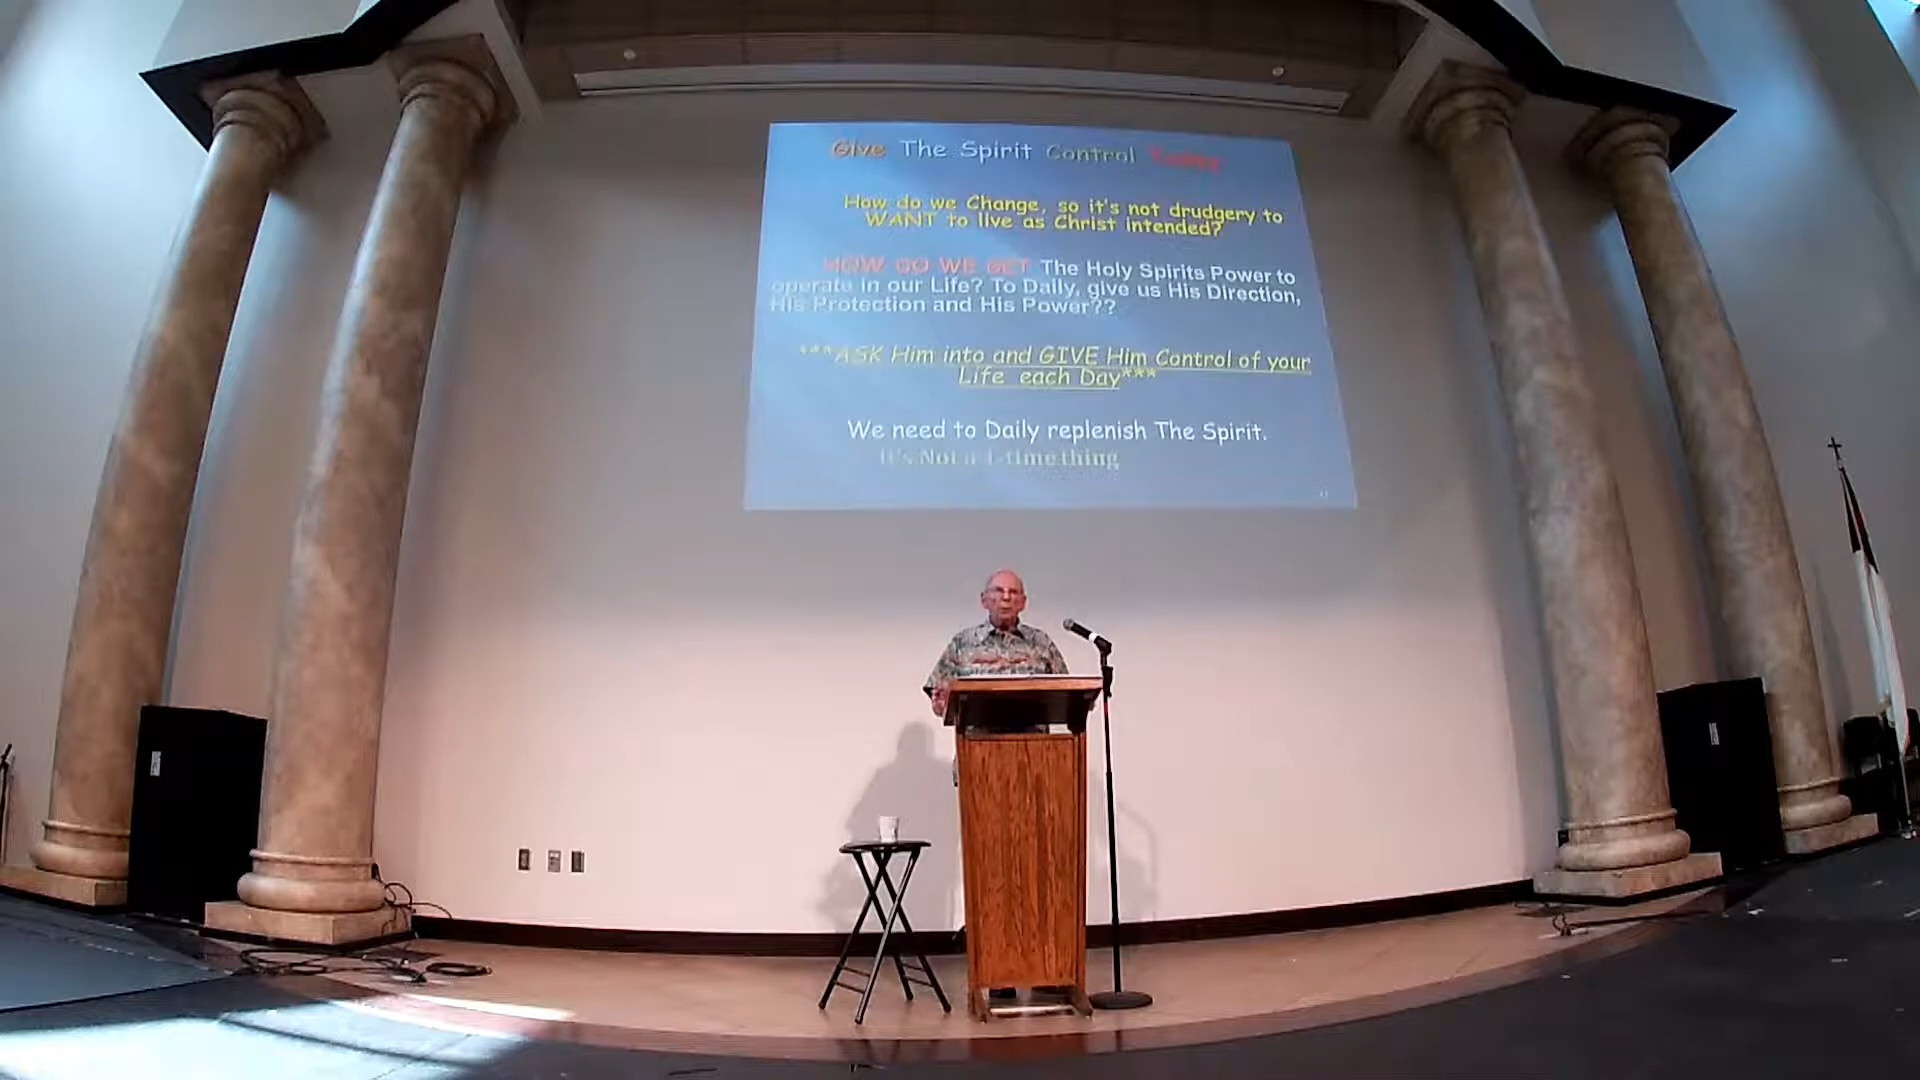 Give The Spirit Control Today
How do we Change, so it's not drudgery to
WANT to live as Christ intended?
HOW DO WE GET The Holy Spirits Power to
operate in our Life? To Daily, give us His Direction,
His Protection and His Power??
***ASK Him into and GIVE Him Control of your
Life each Day***
We need to Daily replenish The Spirit.
It's Not a 1-time thing